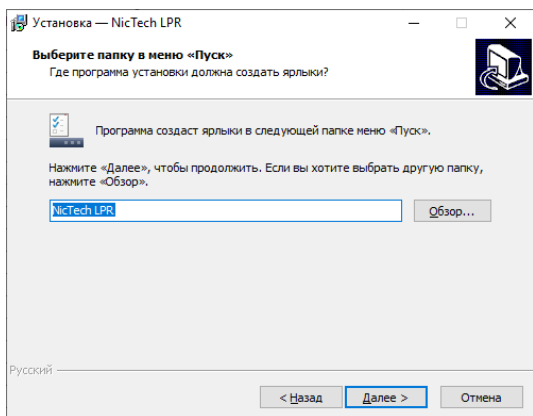 Установка — NicTech LPR
Выберите папку в меню «Пуск»
Где программа установки должна создать ярлыки?
Программа создаст ярлыки в следующей папке меню «Пуск».
Нажмите «Далее», чтобы продолжить. Если вы хотите выбрать другую папку,
нажмите «Обзор».
NicTech LPR
Обзор...
Русский
< Назад
Далее >
Отмена